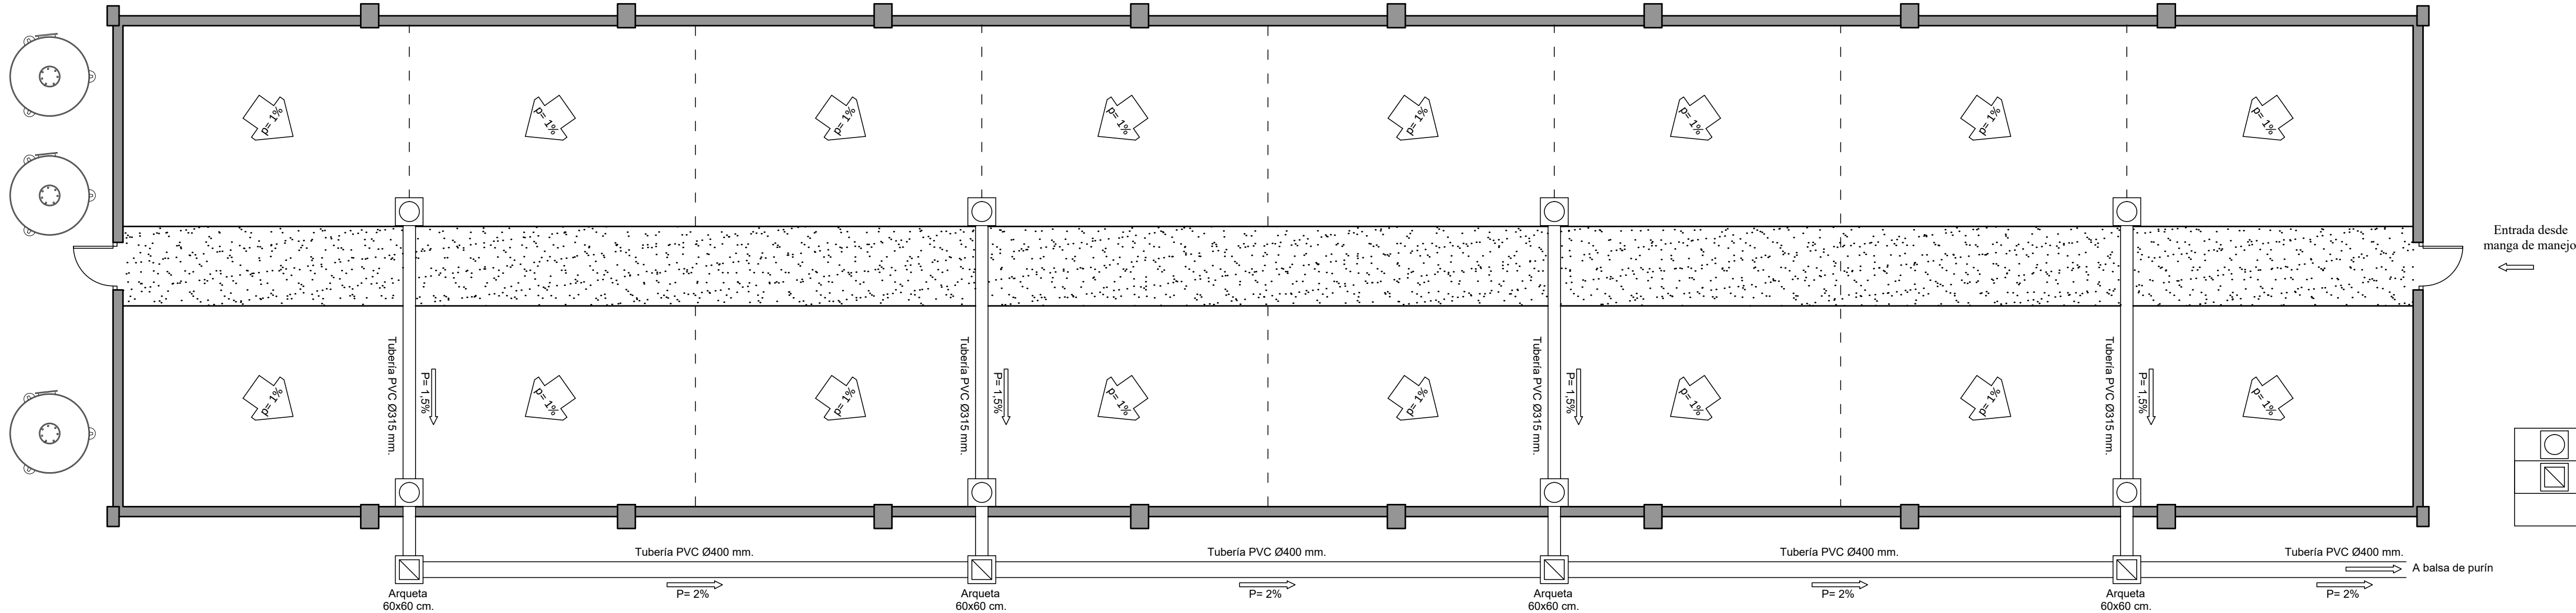 p= 1%
p= 1%
p= 1%
p= 1%
p= 1%
p= 1%
p= 1%
p= 1%
Entrada desde
manga de manejo
Tubería PVC Ø315 mm.
P= 1,5%
Tubería PVC Ø315 mm.
P= 1,5%
Tubería PVC Ø315 mm.
P= 1,5%
Tubería PVC Ø315 mm.
P= 1,5%
p= 1%
p= 1%
p= 1%
p= 1%
p= 1%
p= 1%
p= 1%
p= 1%
Tubería PVC Ø400 mm.
Tubería PVC Ø400 mm.
Tubería PVC Ø400 mm.
Tubería PVC Ø400 mm.
A balsa de purín
P= 2%
P= 2%
P= 2%
P= 2%
Arqueta
60x60 cm.
Arqueta
60x60 cm.
Arqueta
60x60 cm.
Arqueta
60x60 cm.